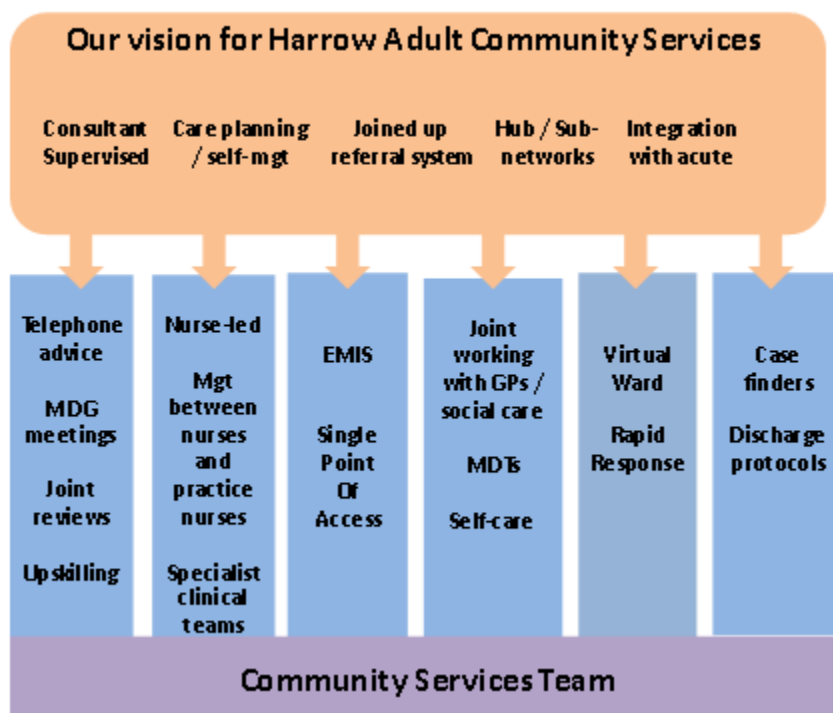 Our vision for Harrow Adult Community Services
Consultant
Supervised
Care planning
/ self-mgt
Joined up
referral system
Hub / Sub-
networks
Integration
with acute
Telephone
advice
MDG
meetings
Joint
reviews
Upskilling
Nurse-led
Mgt
between
nurses
and
practice
nurses
Specialist
clinical
teams
EMIS
Single
Point
Of
Access
Joint
working
with GPs /
social care
MDTs
Self-care
Virtual
Ward
Rapid
Response
Case
finders
Discharge
protocols
Community Services Team